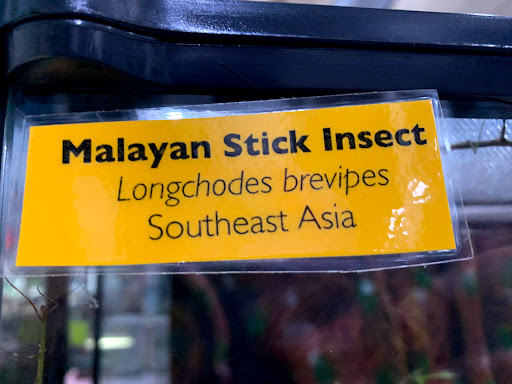 Malayan Stick Insect
Longchodes brevipes
Southeast Asia